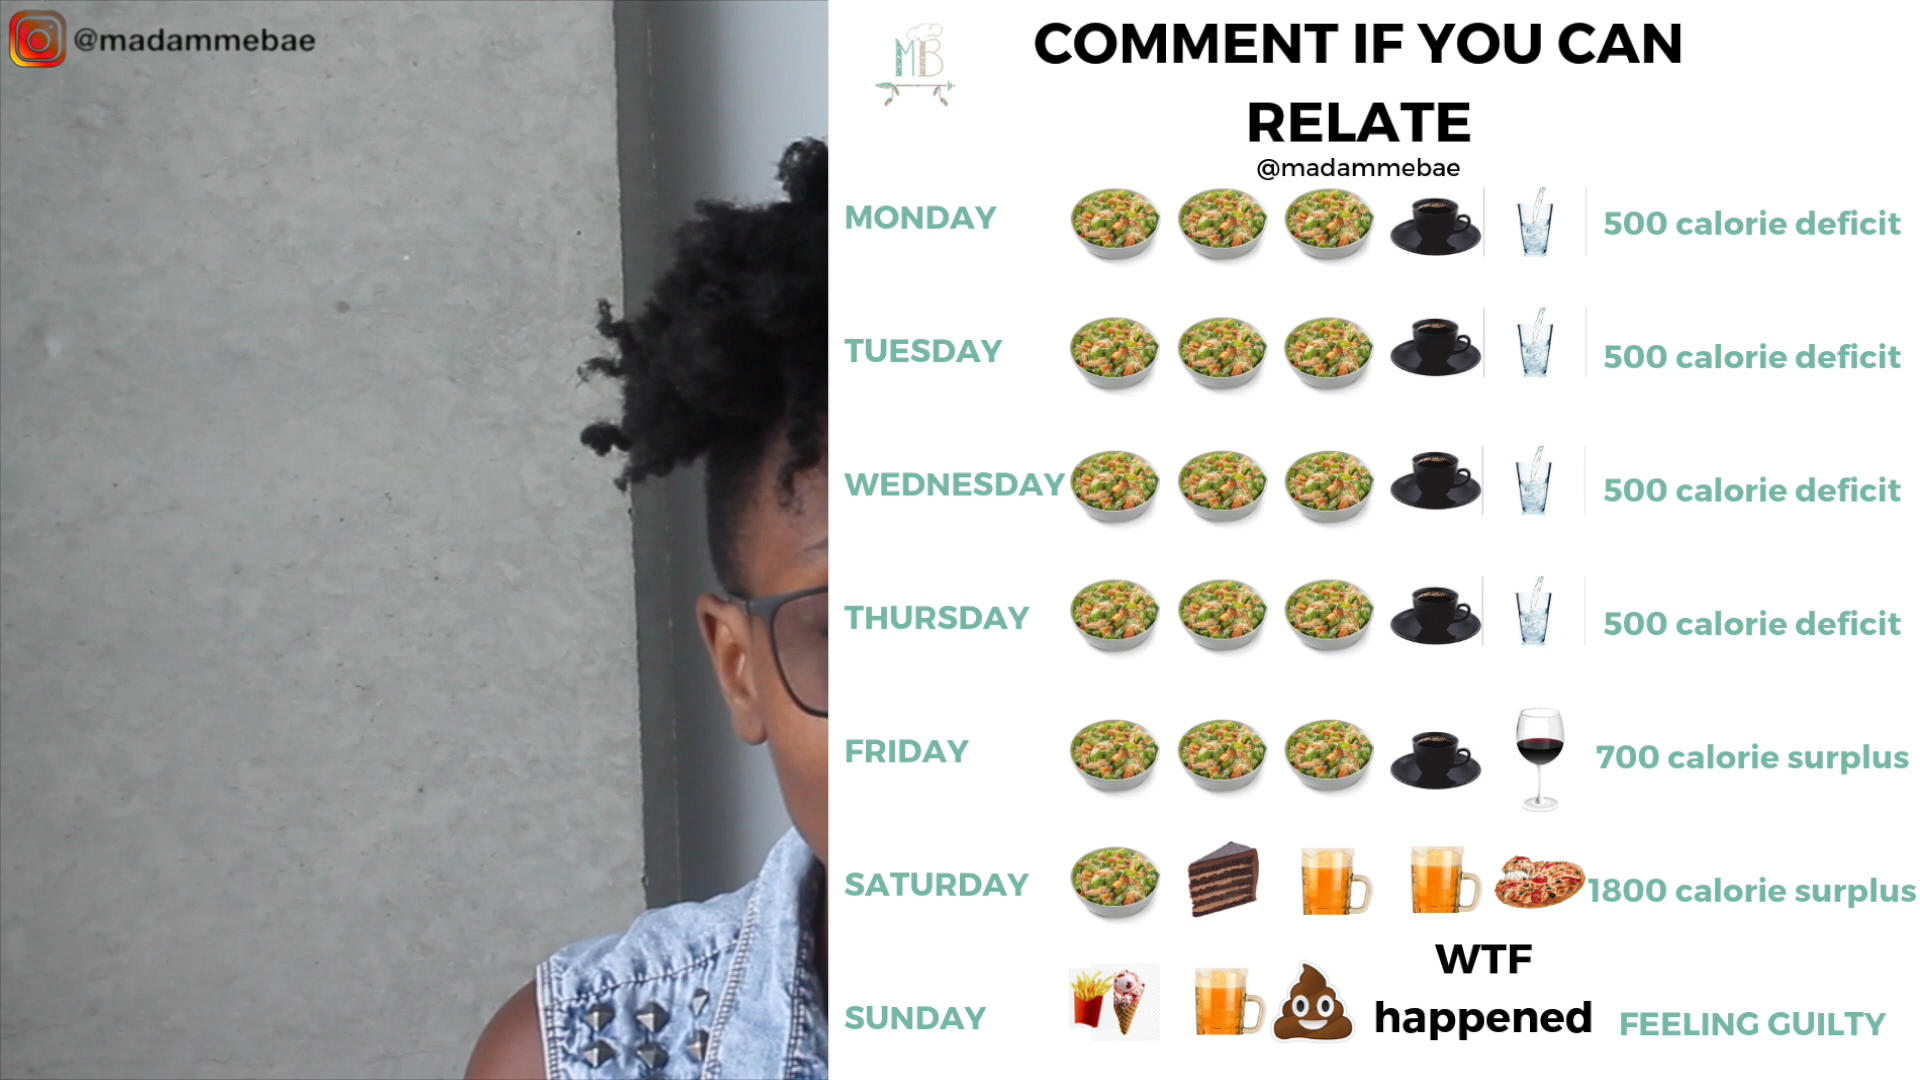 @madammebae
MB
COMMENT IF YOU CAN
RELATE
@madammebae
MONDAY 500 calorie deficit
TUESDAY 500 calorie deficit
WEDNESDAY 500 calorie deficit
THURSDAY 500 calorie deficit
FRIDAY 700 calorie surplus
SATURDAY 1800 calorie surplus
WTF
SUNDAY happened FEELING GUILTY